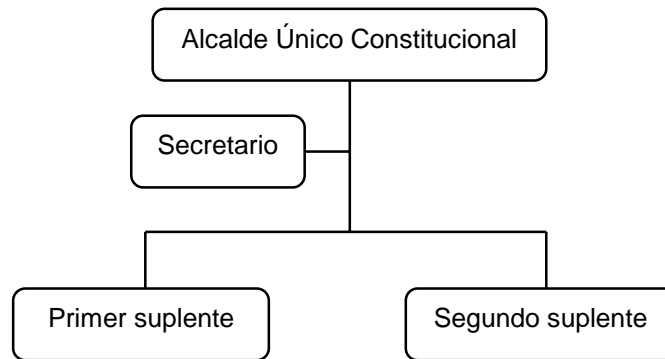 Alcalde Único Constitucional
Secretario
Primer suplente
Segundo suplente